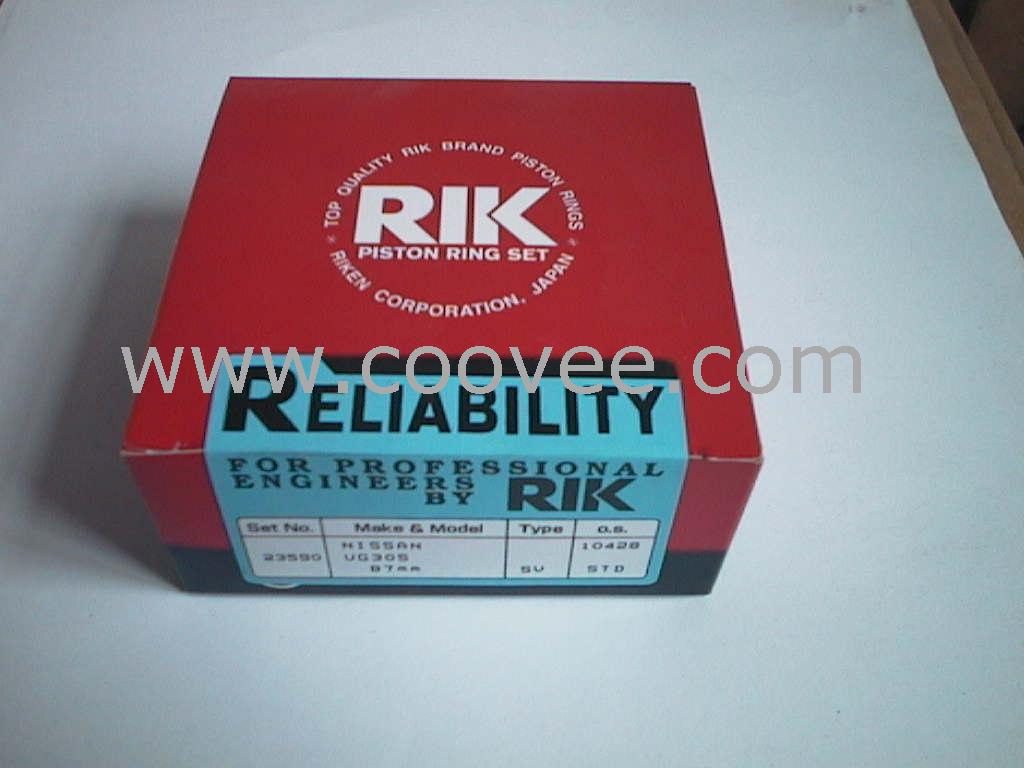 TOP QUALITY RIK BRAND PISTON RINGS
RIK
PISTON RING SET
* RIKEN CORPORATION, JAPAN *
www.coovee.com
RELIABILITY
FOR PROFESSIONAL
ENGINEERS
BY RIK
Set No. Make & Model Type o.s.
NISSAN 10428
23590 VG30S
87mm SV STD